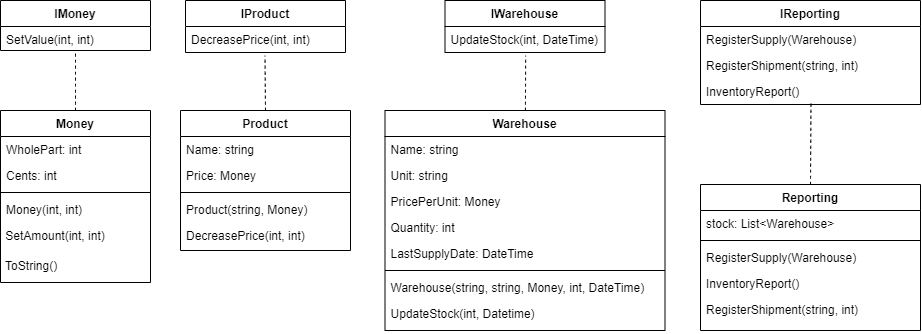 IMoney
SetValue(int, int)
IProduct
DecreasePrice(int, int)
IWarehouse
UpdateStock(int, DateTime)
IReporting
RegisterSupply(Warehouse)
RegisterShipment(string, int)
InventoryReport()
Money
WholePart: int
Cents: int
Money(int, int)
SetAmount(int, int)
ToString()
Product
Name: string
Price: Money
Product(string, Money)
DecreasePrice(int, int)
Warehouse
Name: string
Unit: string
PricePerUnit: Money
Quantity: int
LastSupplyDate: DateTime
Warehouse(string, string, Money, int, DateTime)
UpdateStock(int, Datetime)
Reporting
stock: List<Warehouse>
RegisterSupply(Warehouse)
InventoryReport()
RegisterShipment(string, int)